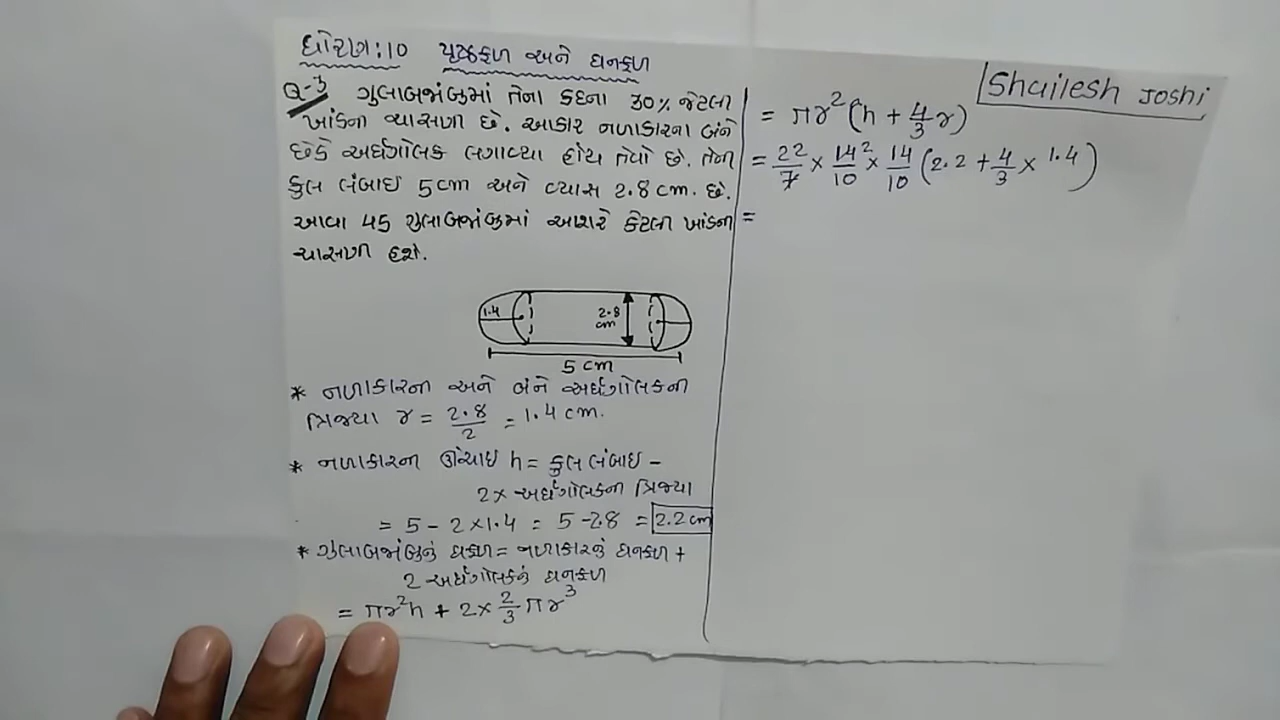 ધોરણ:10 પૃષ્ઠફળ અને ઘનફળ
Q-3 ગુલાબજાંબુમાં તેના કદના 30% જેટલી
ખાંડની ચાસણી છે. આકાર નળાકારના બંને
છેડે અર્ધગોલક લગાવ્યા હોય તેવો છે. તેની
કુલ લંબાઇ 5cm અને વ્યાસ 2.8 cm. છે.
આવા 45 ગુલાબજાંબુમાં આશરે કેટલી ખાંડની
ચાસણી હશે.
1.4
2.8
cm
5 cm
* નળાકારની અને બંને અર્ધગોલકની
ત્રિજ્યા r = 2.8/2 = 1.4 cm.
* નળાકારની ઊંચાઇ h = કુલ લંબાઇ -
2 x અર્ધગોલકની ત્રિજ્યા
= 5 - 2 x 1.4 = 5 - 2.8 = 2.2 cm
* ગુલાબજાંબુનું ઘફળ = નળાકારનું ઘનફળ +
2 અર્ધગોલકનું ઘનફળ
= πr²h + 2 x 2/3 πr³
Shailesh JOShi
= πr² (h + 4/3 r)
= 22/7 x 14²/10 x 14/10 (2.2 + 4/3 x 1.4)
=